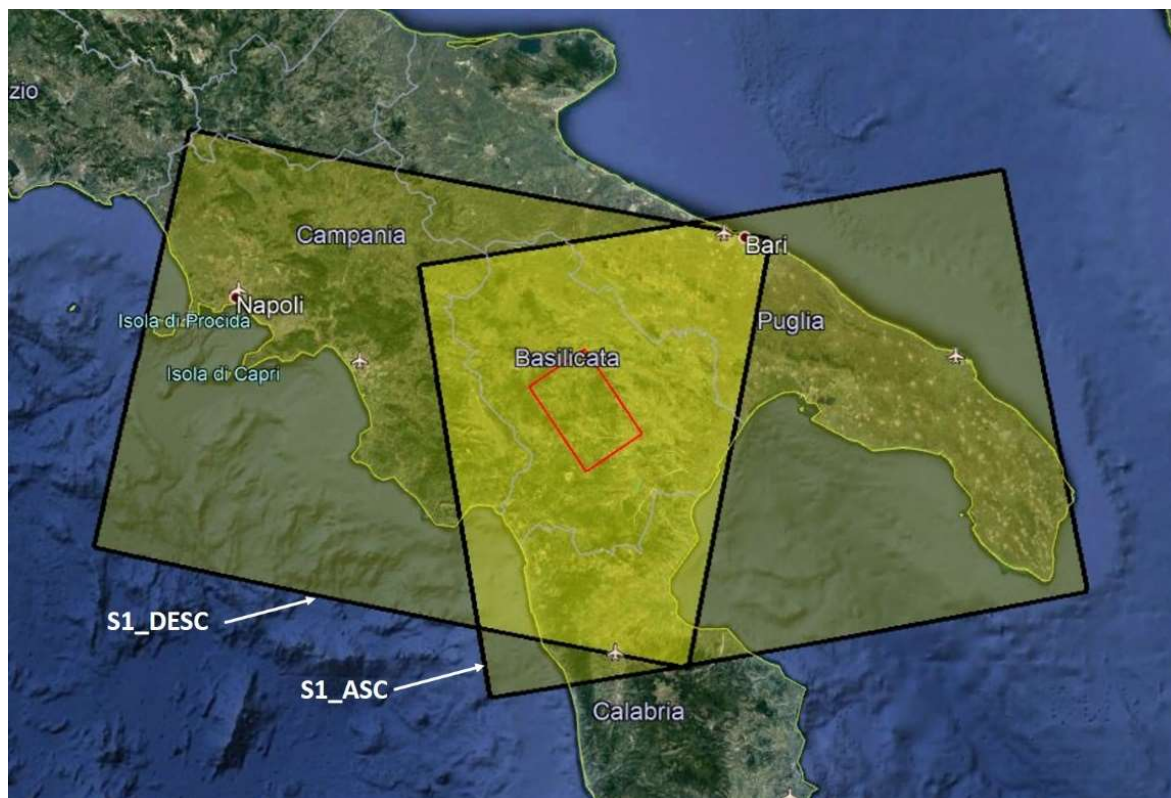 zio
Campania
Bari
Napoli
Isola di Procida
Puglia
Basilicata
Isola di Capri
S1_DESC
S1_ASC
Calabria